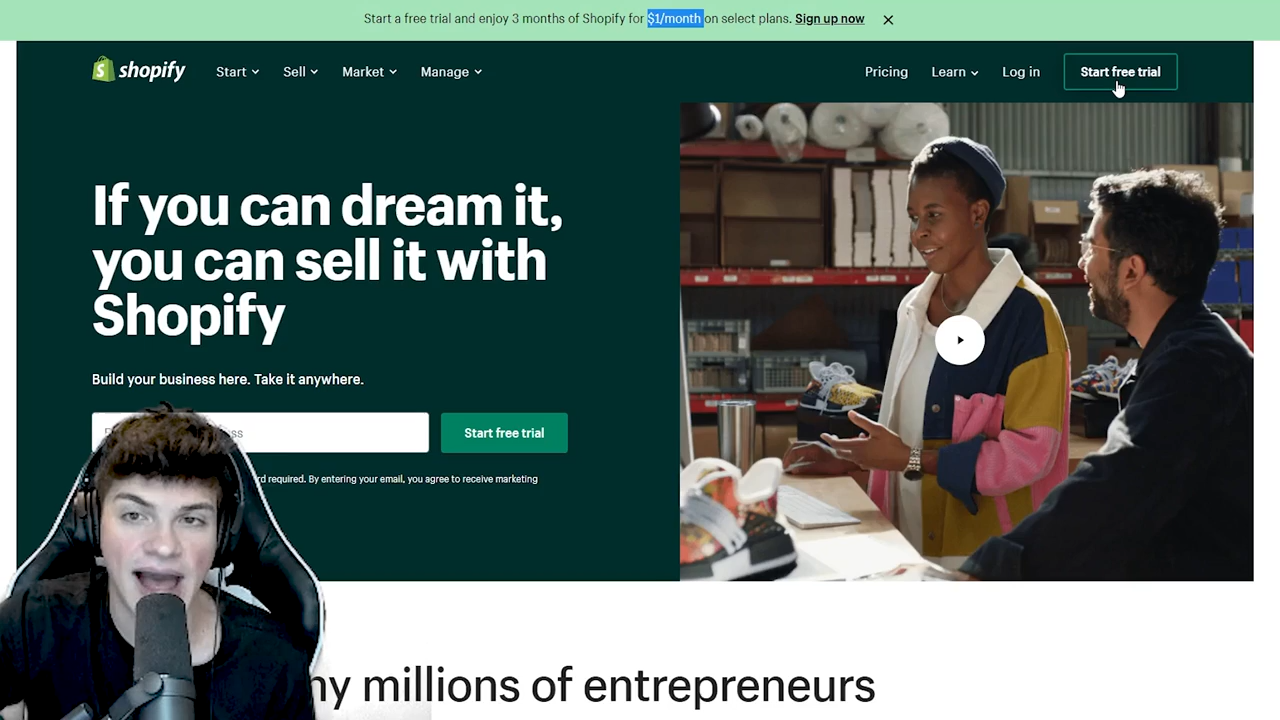 Start a free trial and enjoy 3 months of Shopify for $1/month on select plans. Sign up now
shopify
Start
Sell
Market
Manage
Pricing
Learn
Log in
Start free trial
If you can dream it,
you can sell it with
Shopify
Build your business here. Take it anywhere.
Start free trial
required. By entering your email, you agree to receive marketing
millions of entrepreneurs